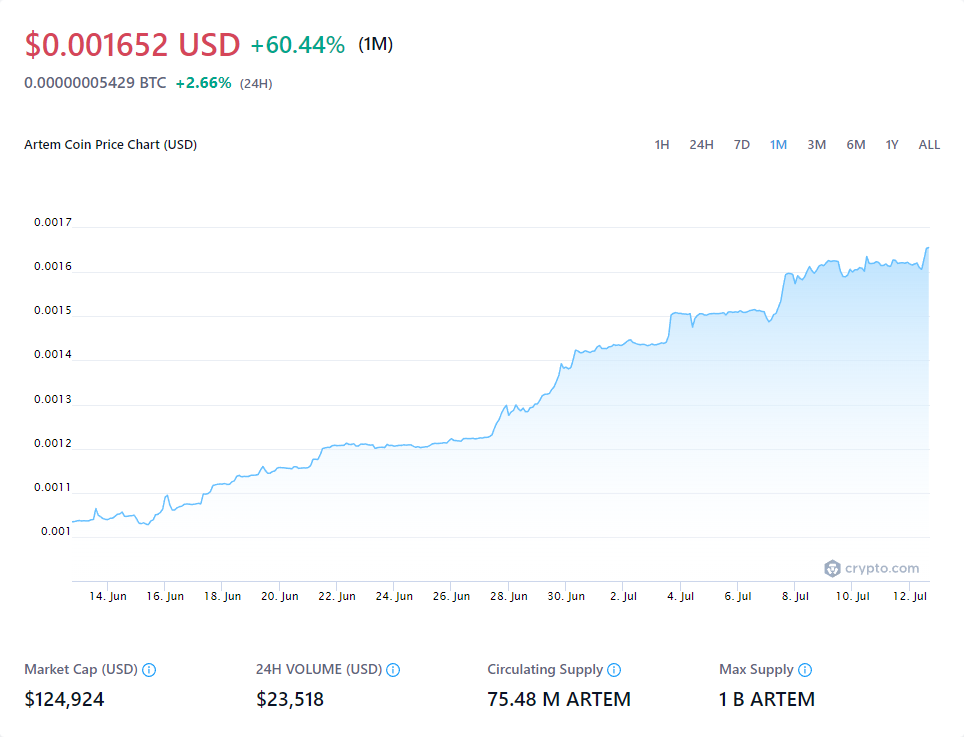 $0.001652 USD +60.44% (1M)
0.00000005429 BTC +2.66% (24H)
Artem Coin Price Chart (USD) 1H 24H 7D 1M 3M 6M 1Y ALL
0.0017
0.0016
0.0015
0.0014
0.0013
0.0012
0.0011
0.001
crypto.com
14. Jun 16. Jun 18. Jun 20. Jun 22. Jun 24. Jun 26. Jun 28. Jun 30. Jun 2. Jul 4. Jul 6. Jul 8. Jul 10. Jul 12. Jul
Market Cap (USD) 24H VOLUME (USD) Circulating Supply Max Supply
$124,924 $23,518 75.48 M ARTEM 1 B ARTEM